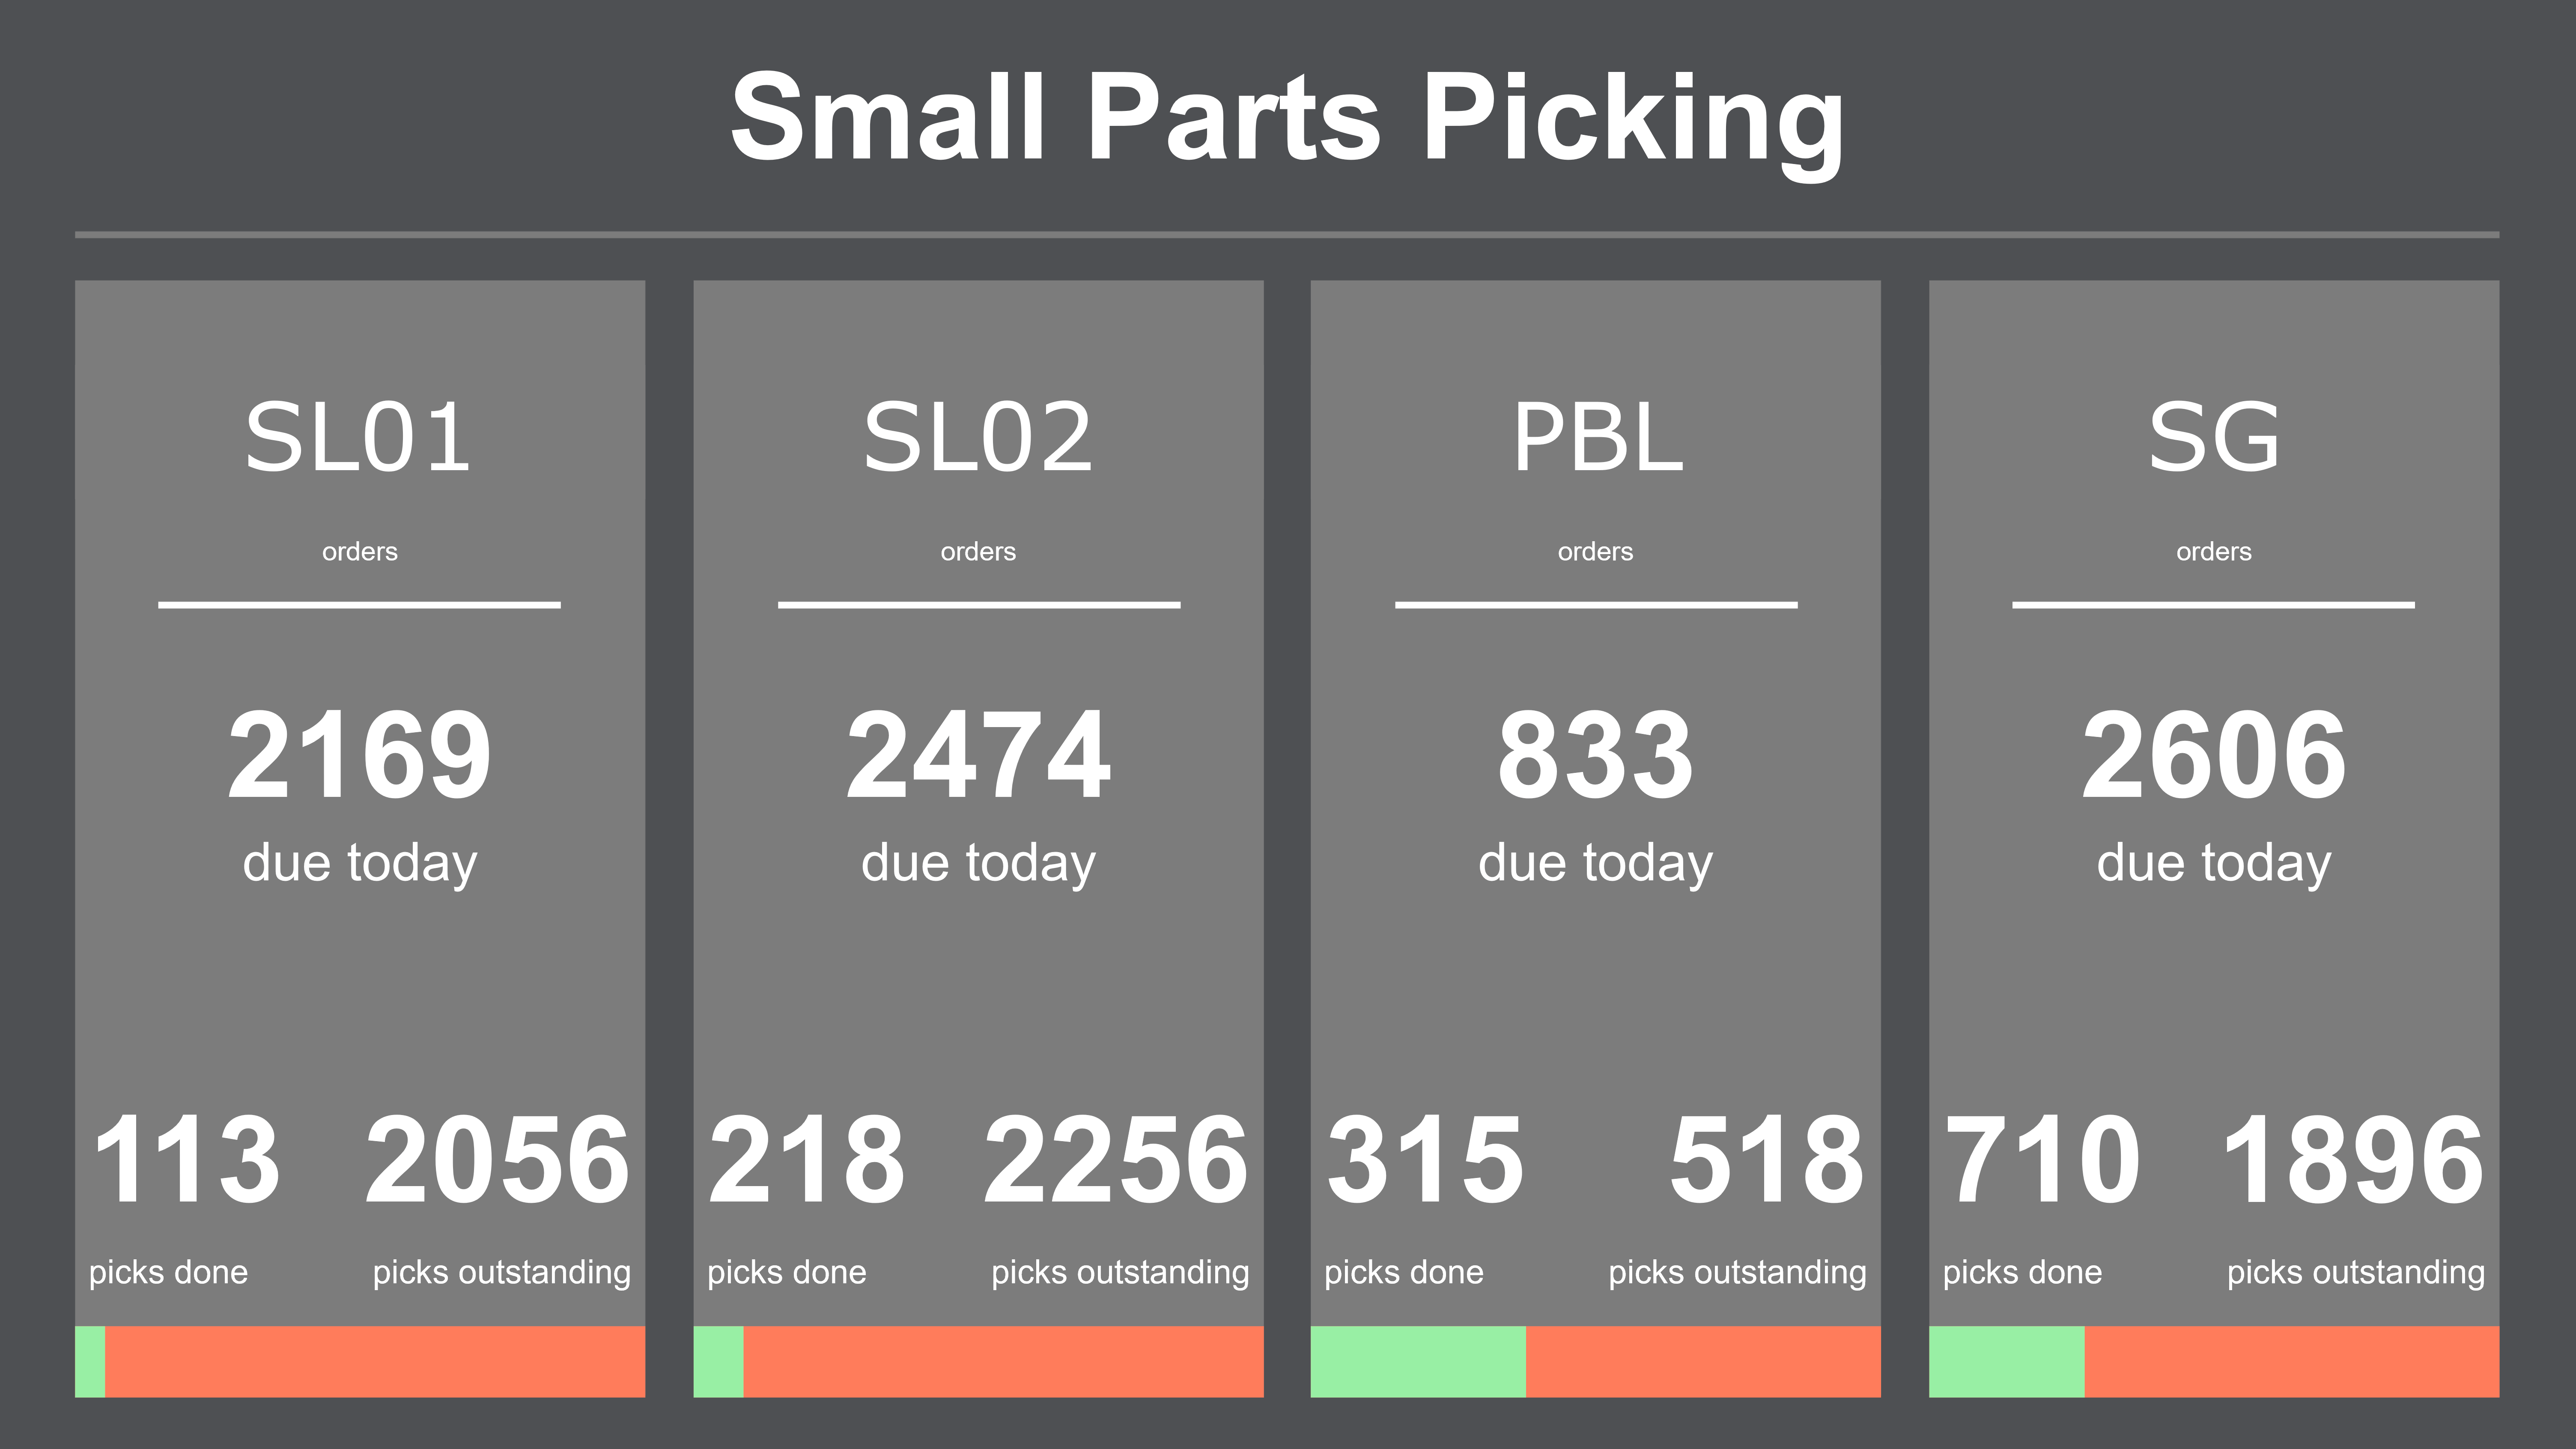 Small Parts Picking
SL01
orders
2169
due today
113 2056
picks done picks outstanding
SL02
orders
2474
due today
218 2256
picks done picks outstanding
PBL
orders
833
due today
315 518
picks done picks outstanding
SG
orders
2606
due today
710 1896
picks done picks outstanding